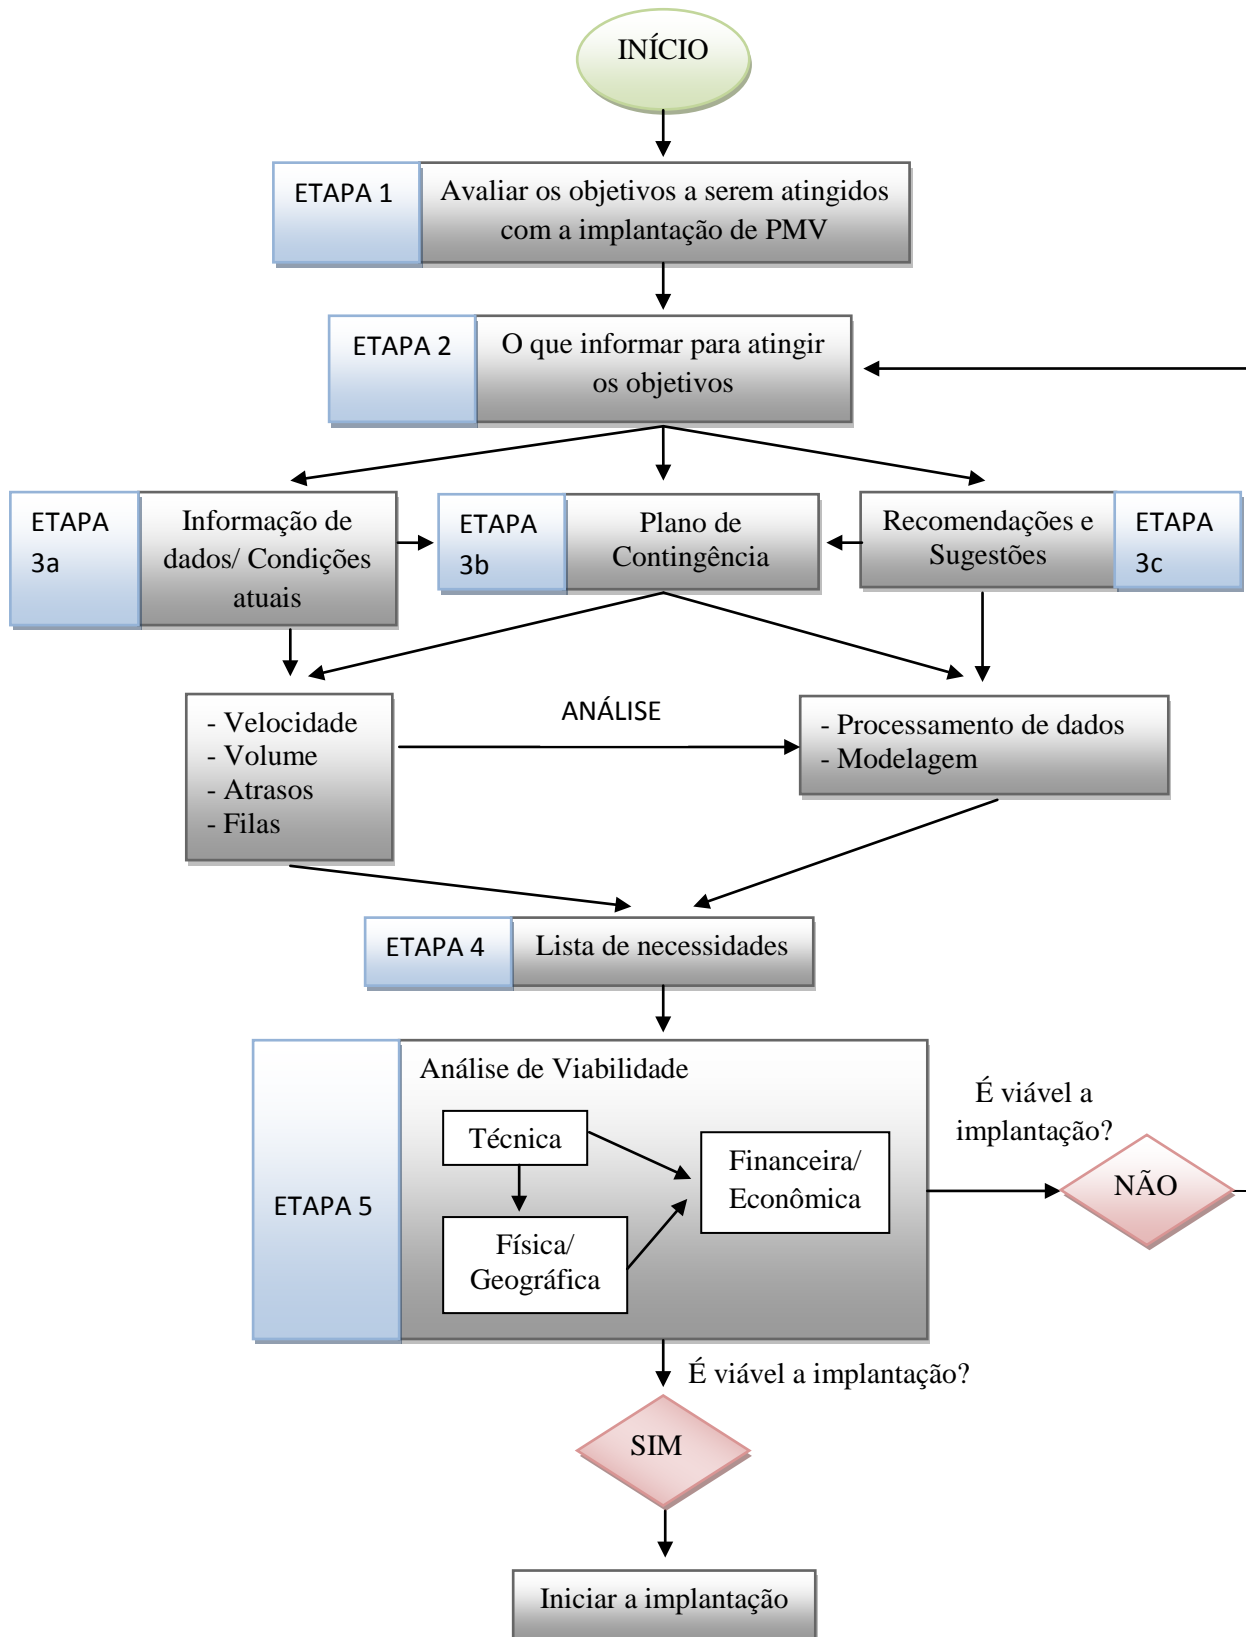 INÍCIO
ETAPA 1
Avaliar os objetivos a serem atingidos
com a implantação de PMV
ETAPA 2
O que informar para atingir
os objetivos
ETAPA
3a
Informação de
dados/ Condições
atuais
ETAPA
3b
Plano de
Contingência
Recomendações e
Sugestões
ETAPA
3c
- Velocidade
- Volume
- Atrasos
- Filas
ANÁLISE
- Processamento de dados
- Modelagem
ETAPA 4
Lista de necessidades
ETAPA 5
Análise de Viabilidade
Técnica
Física/
Geográfica
Financeira/
Econômica
É viável a
implantação?
NÃO
É viável a implantação?
SIM
Iniciar a implantação